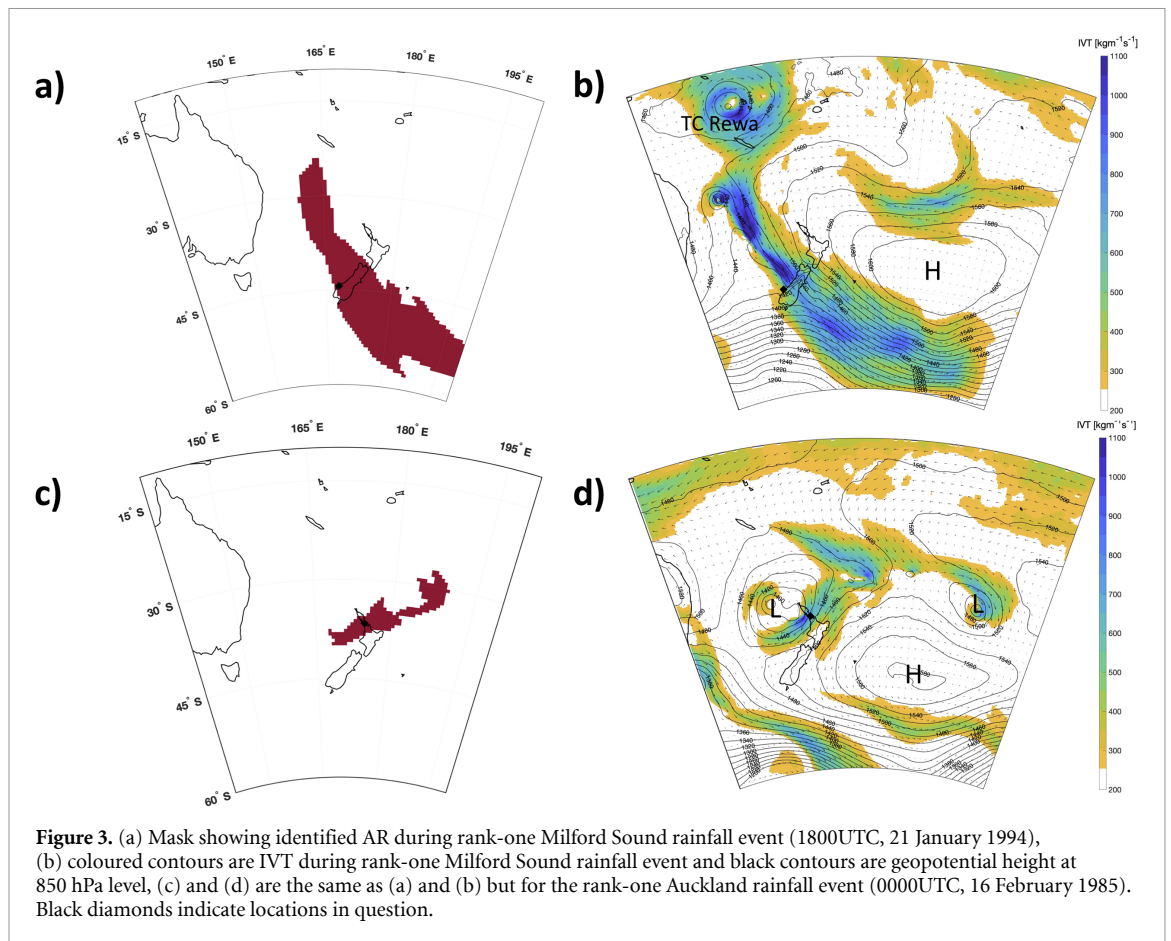 a)
150° E
165° E
180° E
195° E
15° S
30° S
45° S
60° S
b)
IVT [kgm⁻¹s⁻¹]
1100
1000
900
800
700
600
500
400
300
200
TC Rewa
H
c)
150° E
165° E
180° E
195° E
15° S
30° S
45° S
60° S
d)
IVT [kgm⁻¹s⁻¹]
1100
1000
900
800
700
600
500
400
300
200
L
L
H
Figure 3. (a) Mask showing identified AR during rank-one Milford Sound rainfall event (1800UTC, 21 January 1994),
(b) coloured contours are IVT during rank-one Milford Sound rainfall event and black contours are geopotential height at
850 hPa level, (c) and (d) are the same as (a) and (b) but for the rank-one Auckland rainfall event (0000UTC, 16 February 1985).
Black diamonds indicate locations in question.